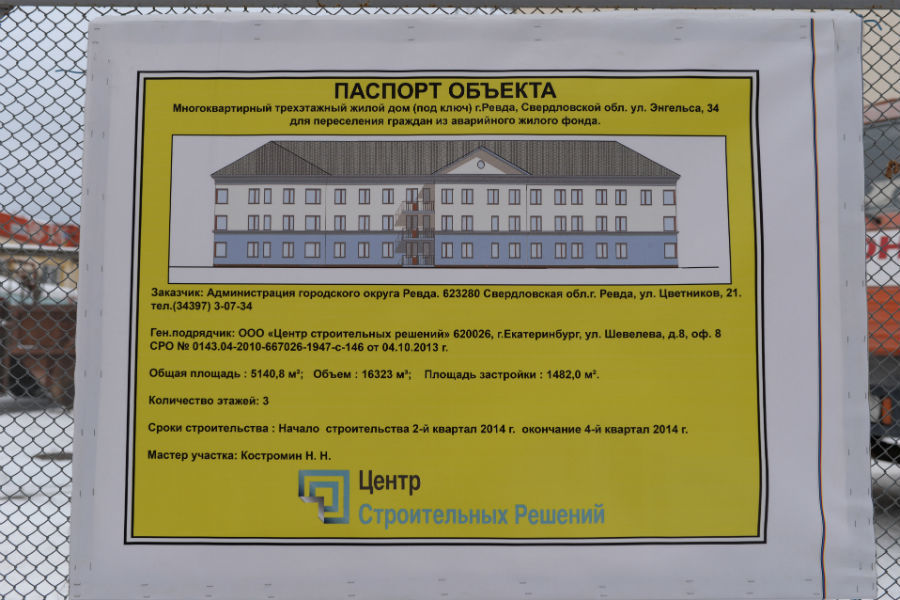 ПАСПОРТ ОБЪЕКТА
Многоквартирный трехэтажный жилой дом (под ключ) г.Ревда, Свердловской обл. ул. Энгельса, 34
для переселения граждан из аварийного жилого фонда.
Заказчик: Администрация городского округа Ревда. 623280 Свердловская обл.г. Ревда, ул. Цветников, 21.
тел.(34397) 3-07-34
Ген.подрядчик: ООО «Центр строительных решений» 620026, г.Екатеринбург, ул. Шевелева, д.8, оф. 8
СРО № 0143.04-2010-667026-1947-с-146 от 04.10.2013 г.
Общая площадь : 5140,8 м²; Объем : 16323 м³; Площадь застройки : 1482,0 м².
Количество этажей: 3
Сроки строительства : Начало строительства 2-й квартал 2014 г. окончание 4-й квартал 2014 г.
Мастер участка: Костромин Н. Н.
Центр
Строительных Решений